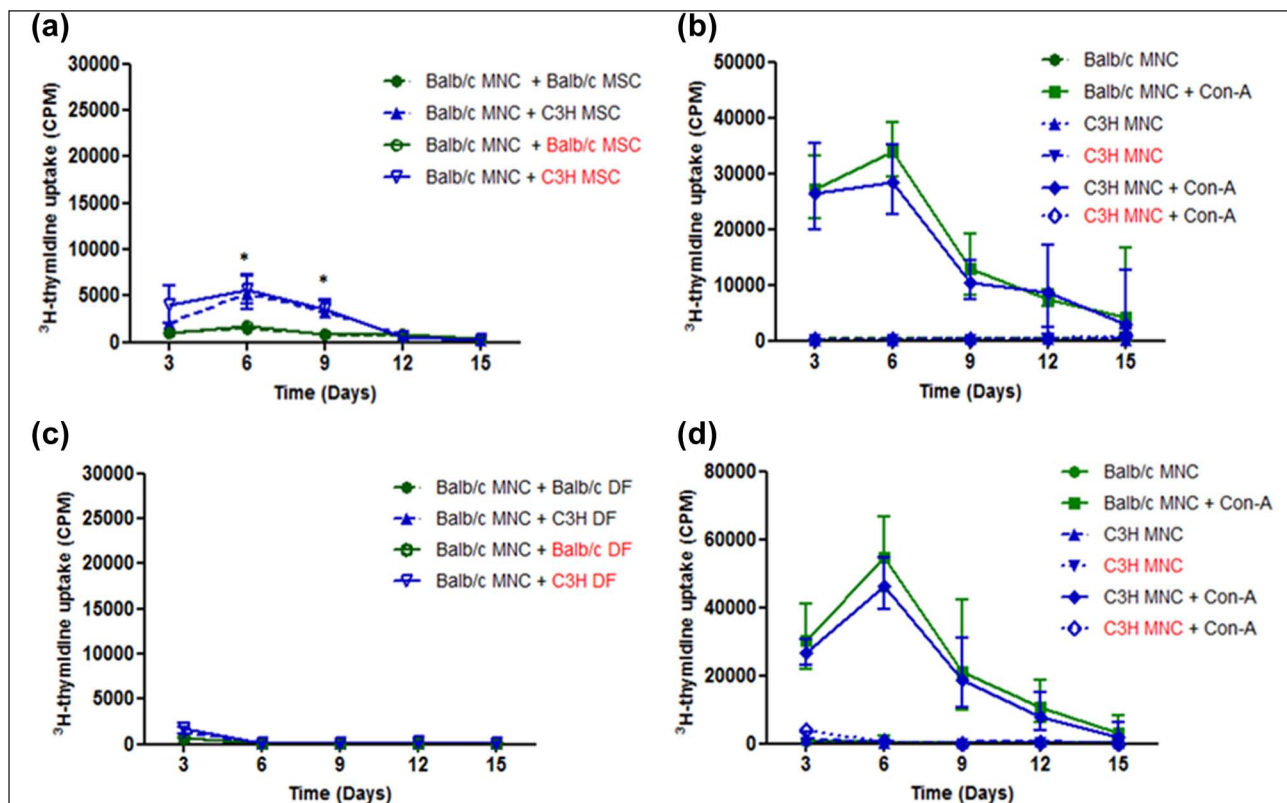 (a)
³H-thymidine uptake (CPM)
30000
25000
20000
15000
10000
5000
0
* *
3 6 9 12 15
Time (Days)
Balb/c MNC + Balb/c MSC
Balb/c MNC + C3H MSC
Balb/c MNC + Balb/c MSC
Balb/c MNC + C3H MSC
(b)
³H-thymidine uptake (CPM)
50000
40000
30000
20000
10000
0
3 6 9 12 15
Time (Days)
Balb/c MNC
Balb/c MNC + Con-A
C3H MNC
C3H MNC
C3H MNC + Con-A
C3H MNC + Con-A
(c)
³H-thymidine uptake (CPM)
30000
25000
20000
15000
10000
5000
0
3 6 9 12 15
Time (Days)
Balb/c MNC + Balb/c DF
Balb/c MNC + C3H DF
Balb/c MNC + Balb/c DF
Balb/c MNC + C3H DF
(d)
³H-thymidine uptake (CPM)
80000
60000
40000
20000
0
3 6 9 12 15
Time (Days)
Balb/c MNC
Balb/c MNC + Con-A
C3H MNC
C3H MNC
C3H MNC + Con-A
C3H MNC + Con-A